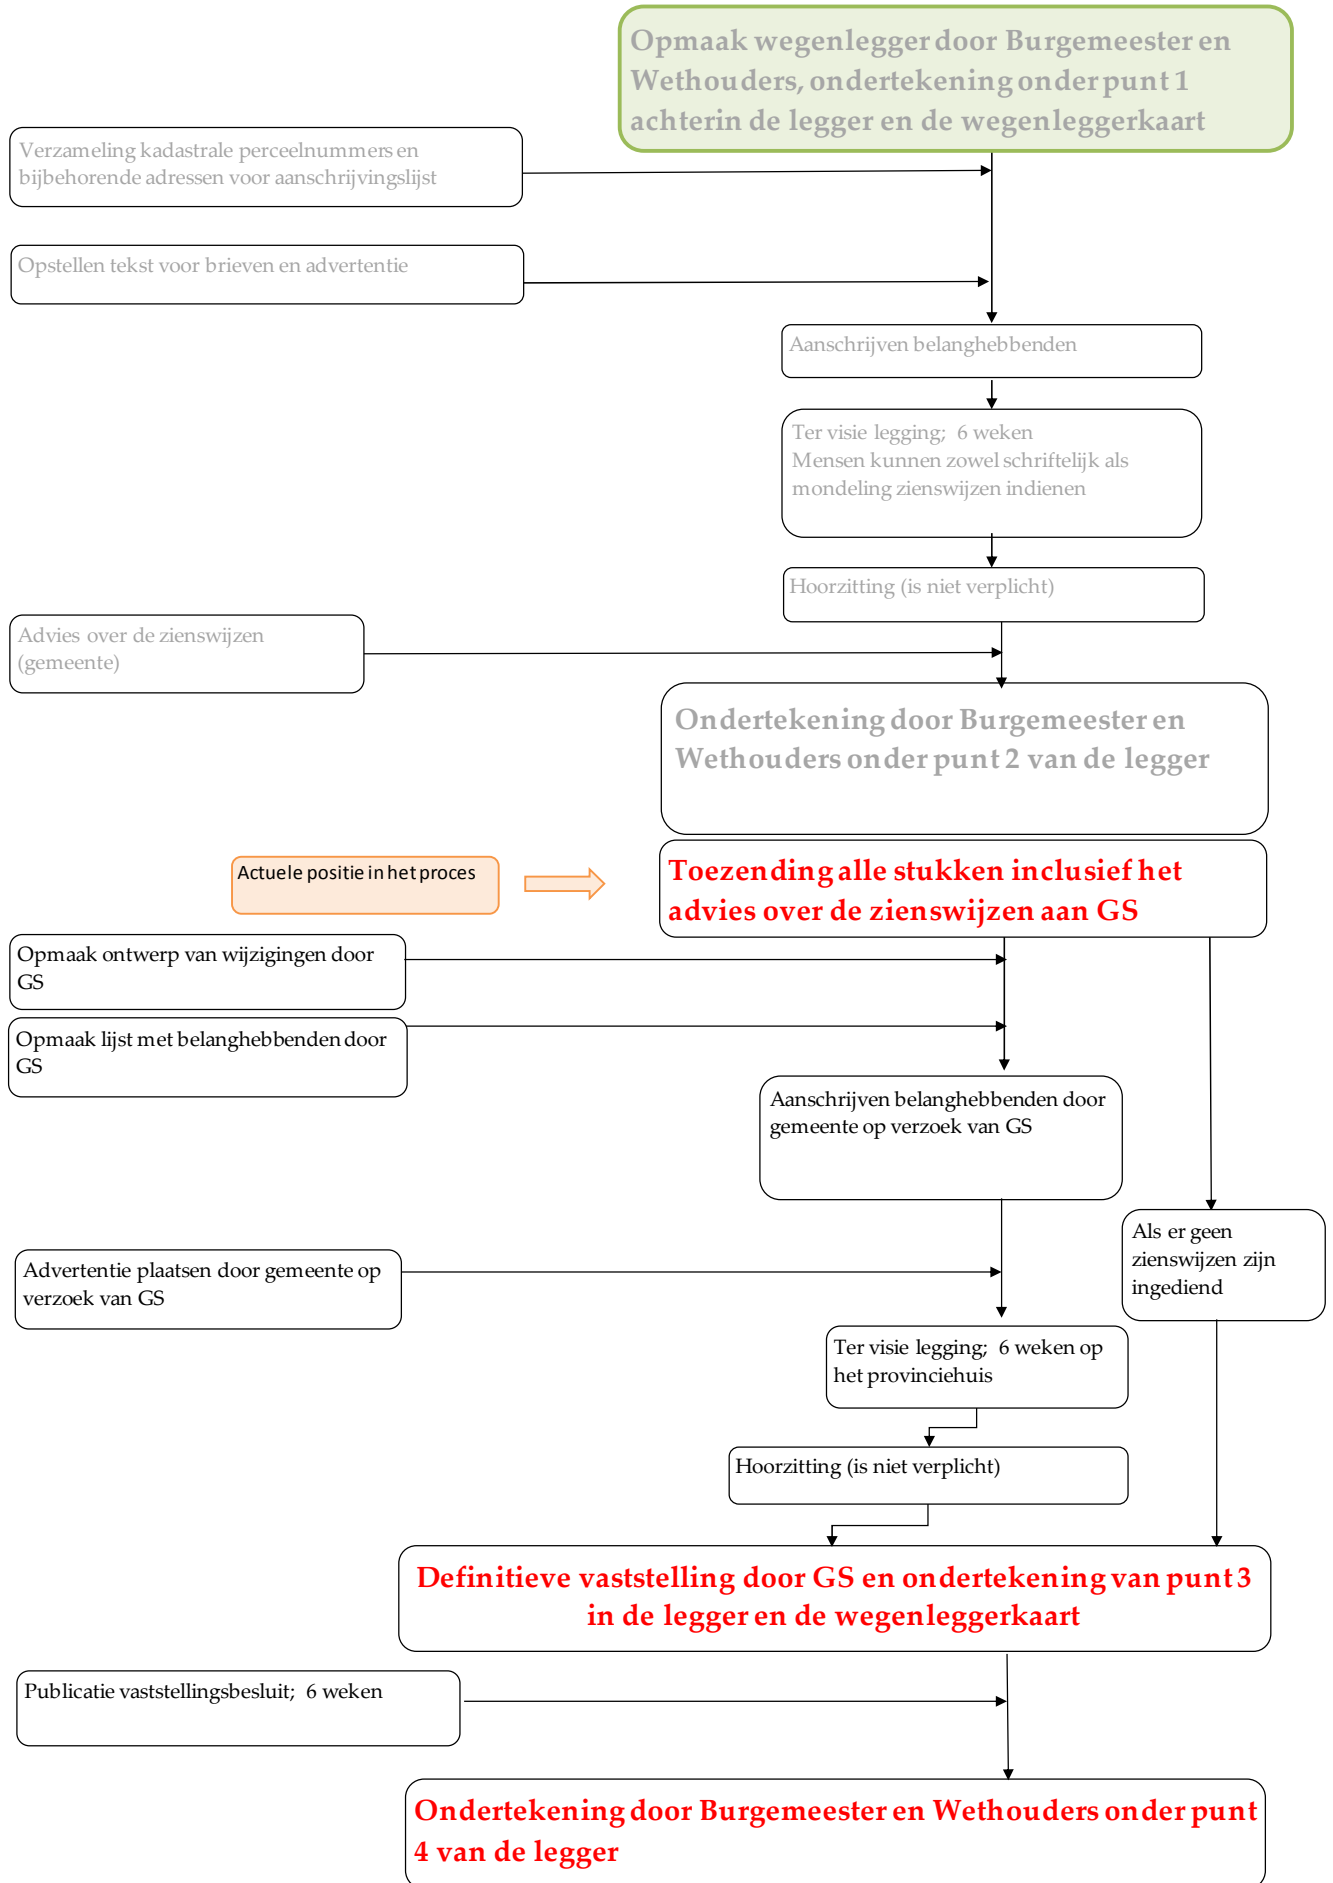 Opmaak wegenlegger door Burgemeester en
Wethouders, ondertekening onder punt 1
achterin de legger en de wegenleggerkaart
Verzameling kadastrale perceelnummers en
bijbehorende adressen voor aanschrijvingslijst
Opstellen tekst voor brieven en advertentie
Aanschrijven belanghebbenden
Ter visie legging; 6 weken
Mensen kunnen zowel schriftelijk als
mondeling zienswijzen indienen
Hoorzitting (is niet verplicht)
Advies over de zienswijzen
(gemeente)
Ondertekening door Burgemeester en
Wethouders onder punt 2 van de legger
Actuele positie in het proces
Toezending alle stukken inclusief het
advies over de zienswijzen aan GS
Opmaak ontwerp van wijzigingen door
GS
Opmaak lijst met belanghebbenden door
GS
Aanschrijven belanghebbenden door
gemeente op verzoek van GS
Als er geen
zienswijzen zijn
ingediend
Advertentie plaatsen door gemeente op
verzoek van GS
Ter visie legging; 6 weken op
het provinciehuis
Hoorzitting (is niet verplicht)
Definitieve vaststelling door GS en ondertekening van punt 3
in de legger en de wegenleggerkaart
Publicatie vaststellingsbesluit; 6 weken
Ondertekening door Burgemeester en Wethouders onder punt
4 van de legger